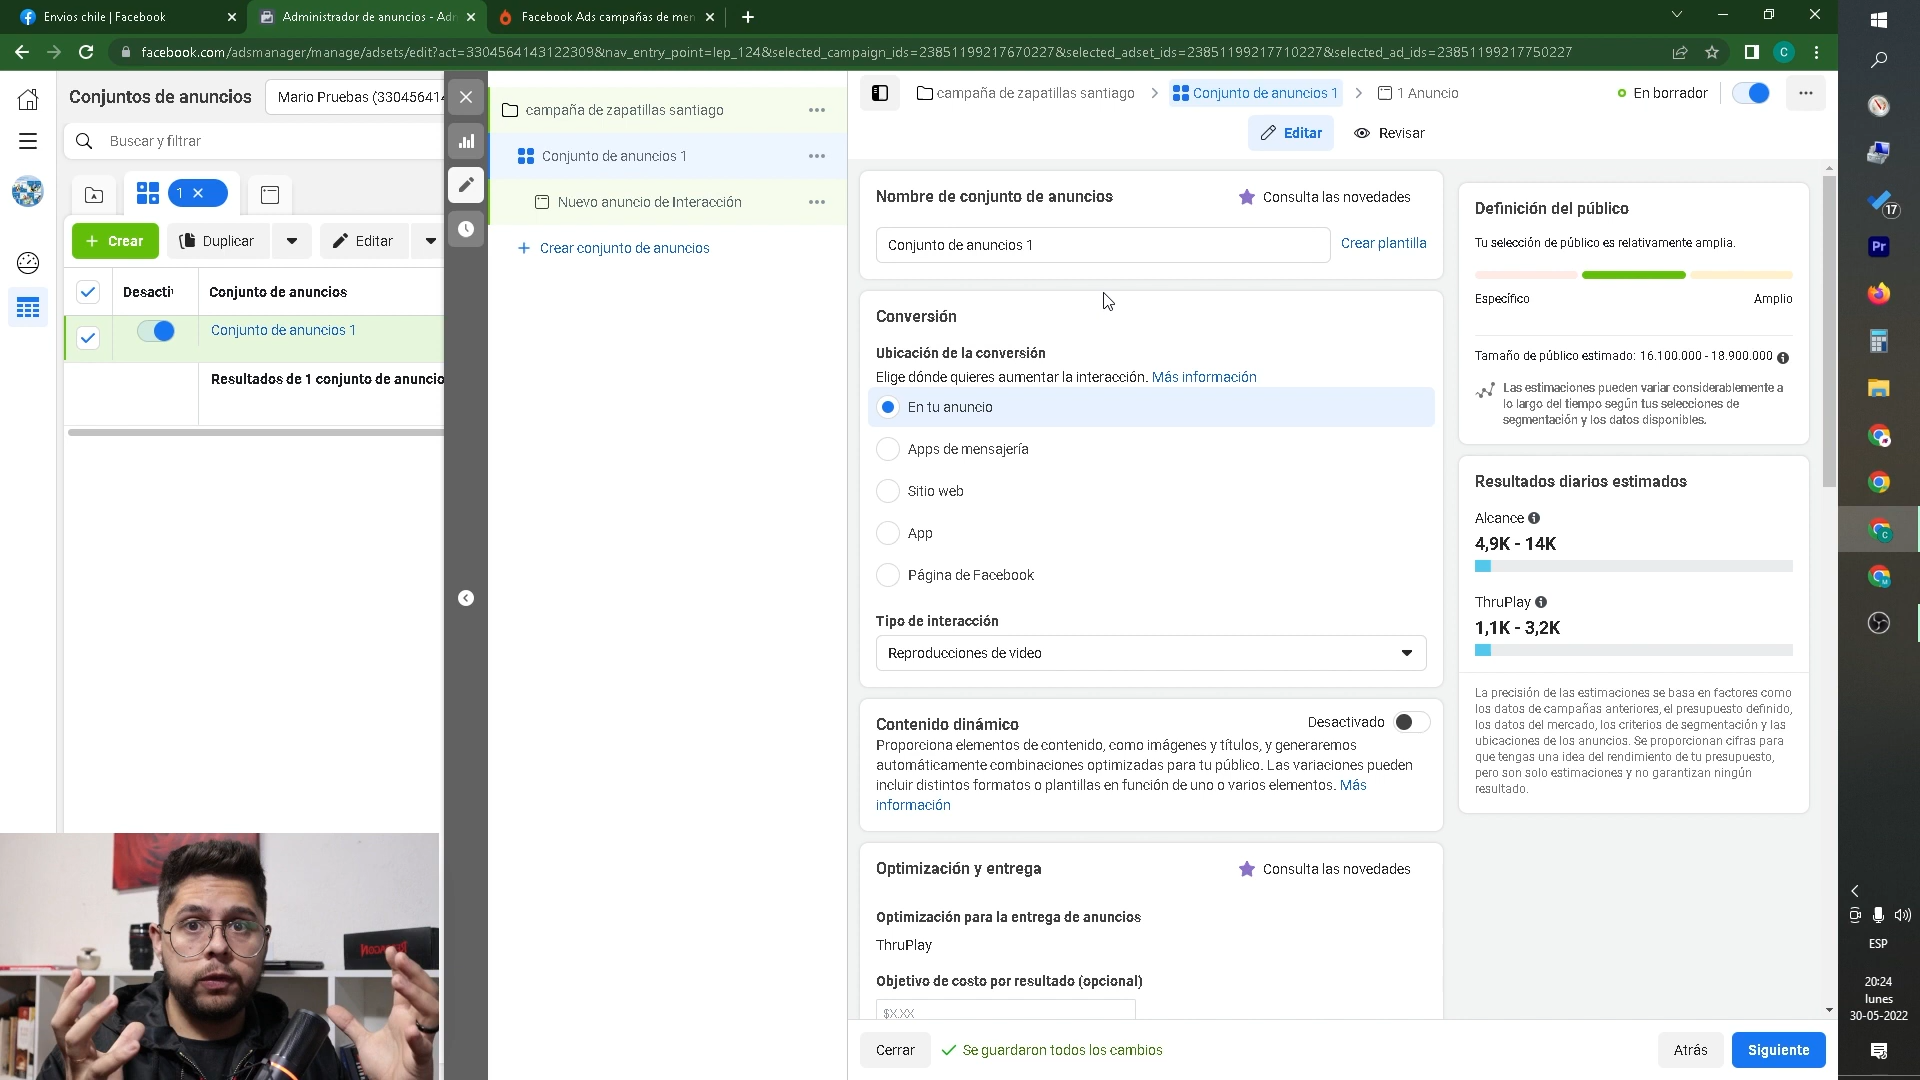 Envios chile | Facebook
Administrador de anuncios - Adr
Facebook Ads campañas de men
facebook.com/adsmanager/manage/adsets/edit?act=3304564143122309&nav_entry_point=lep_124&selected_campaign_ids=23851199217670227&selected_adset_ids=23851199217710227&selected_ad_ids=23851199217750227
C
Conjuntos de anuncios
Mario Pruebas (330456414
Buscar y filtrar
1
Crear
Duplicar
Editar
Desacti
Conjunto de anuncios
Conjunto de anuncios 1
Resultados de 1 conjunto de anuncio
campaña de zapatillas santiago
Conjunto de anuncios 1
Nuevo anuncio de Interacción
Crear conjunto de anuncios
campaña de zapatillas santiago
Conjunto de anuncios 1
1 Anuncio
En borrador
Editar
Revisar
Nombre de conjunto de anuncios
Consulta las novedades
Conjunto de anuncios 1
Crear plantilla
Conversión
Ubicación de la conversión
Elige dónde quieres aumentar la interacción. Más información
En tu anuncio
Apps de mensajería
Sitio web
App
Página de Facebook
Tipo de interacción
Reproducciones de video
Contenido dinámico
Desactivado
Proporciona elementos de contenido, como imágenes y títulos, y generaremos
automáticamente combinaciones optimizadas para tu público. Las variaciones pueden
incluir distintos formatos o plantillas en función de uno o varios elementos. Más
información
Optimización y entrega
Consulta las novedades
Optimización para la entrega de anuncios
ThruPlay
Objetivo de costo por resultado (opcional)
$X.XX
Cerrar
Se guardaron todos los cambios
Atrás
Siguiente
Definición del público
Tu selección de público es relativamente amplia.
Específico
Amplio
Tamaño de público estimado: 16.100.000 - 18.900.000
Las estimaciones pueden variar considerablemente a
lo largo del tiempo según tus selecciones de
segmentación y los datos disponibles.
Resultados diarios estimados
Alcance
4,9K - 14K
ThruPlay
1,1K - 3,2K
La precisión de las estimaciones se basa en factores como
los datos de campañas anteriores, el presupuesto definido,
los datos del mercado, los criterios de segmentación y las
ubicaciones de los anuncios. Se proporcionan cifras para
que tengas una idea del rendimiento de tu presupuesto,
pero son solo estimaciones y no garantizan ningún
resultado.
17
Pr
C
M
ESP
20:24
lunes
30-05-2022